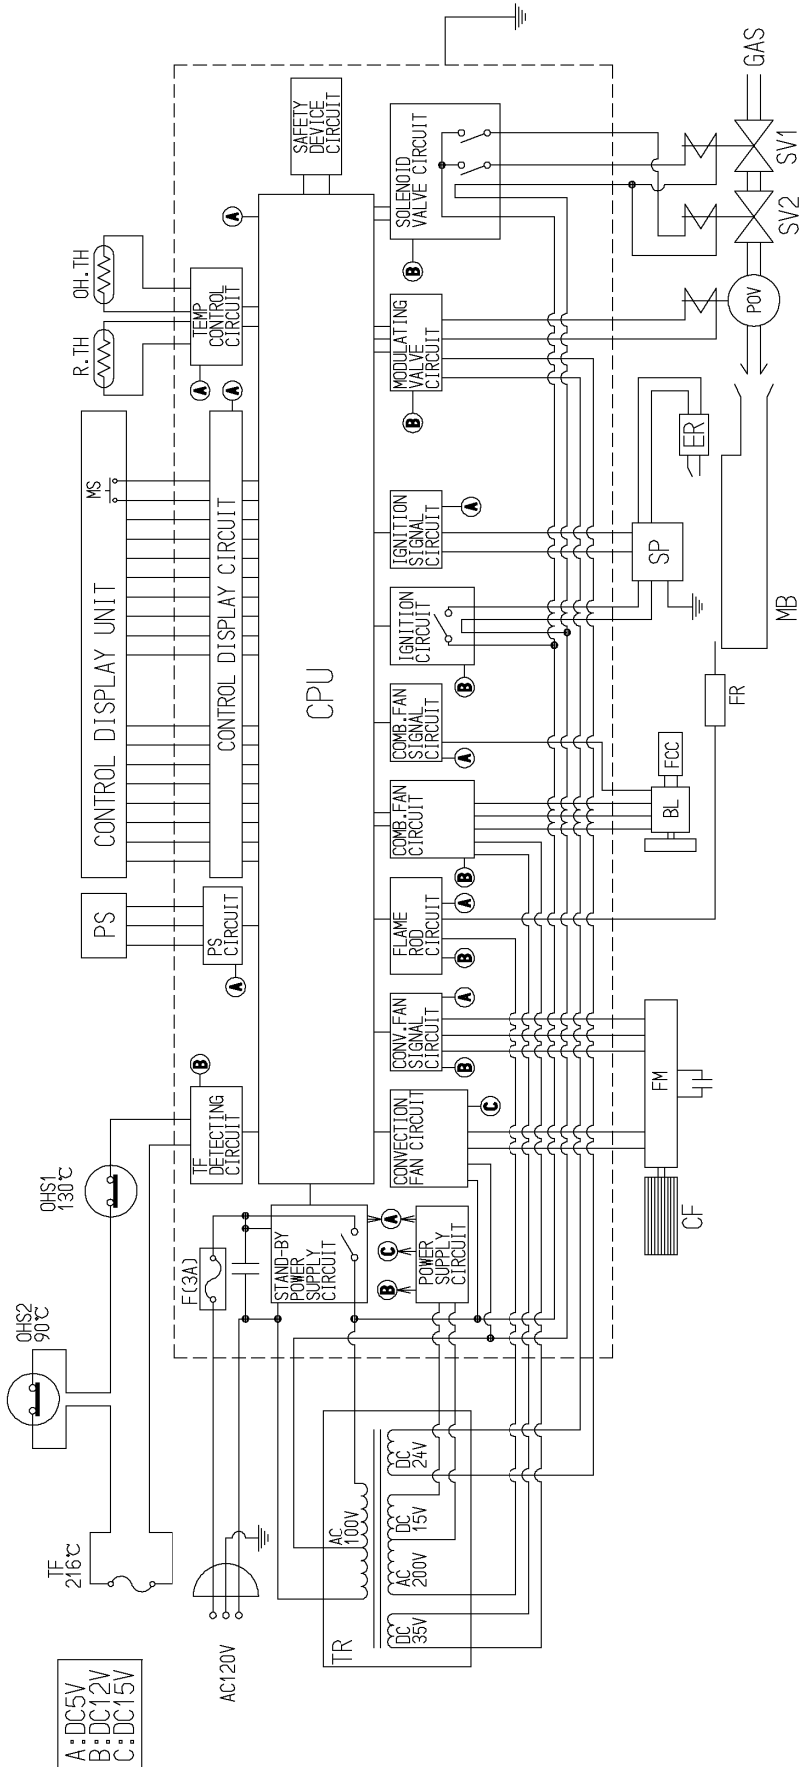 A:DC5V
B:DC12V
C:DC15V
TF
216℃
OHS2
90℃
OHS1
130℃
PS
CONTROL DISPLAY UNIT
MS
R.TH
OH.TH
AC120V
F(3A)
TF
DETECTING
CIRCUIT
B
A
PS
CIRCUIT
CONTROL DISPLAY CIRCUIT
A
A
TEMP
CONTROL
CIRCUIT
A
STAND-BY
POWER
SUPPLY
CIRCUIT
CPU
SAFETY
DEVICE
CIRCUIT
TR
AC
100V
DC
35V
AC
200V
DC
15V
DC
24V
B
C
A
POWER
SUPPLY
CIRCUIT
CONVECTION
FAN CIRCUIT
C
CONV.FAN
SIGNAL
CIRCUIT
B
A
FLAME
ROD
CIRCUIT
B
A
COMB.FAN
CIRCUIT
B
COMB.FAN
SIGNAL
CIRCUIT
A
IGNITION
CIRCUIT
B
IGNITION
SIGNAL
CIRCUIT
A
MODULATING
VALVE
CIRCUIT
B
SOLENOID
VALVE CIRCUIT
B
CF
FM
BL
FCC
FR
SP
ER
MB
POV
SV2
SV1
GAS